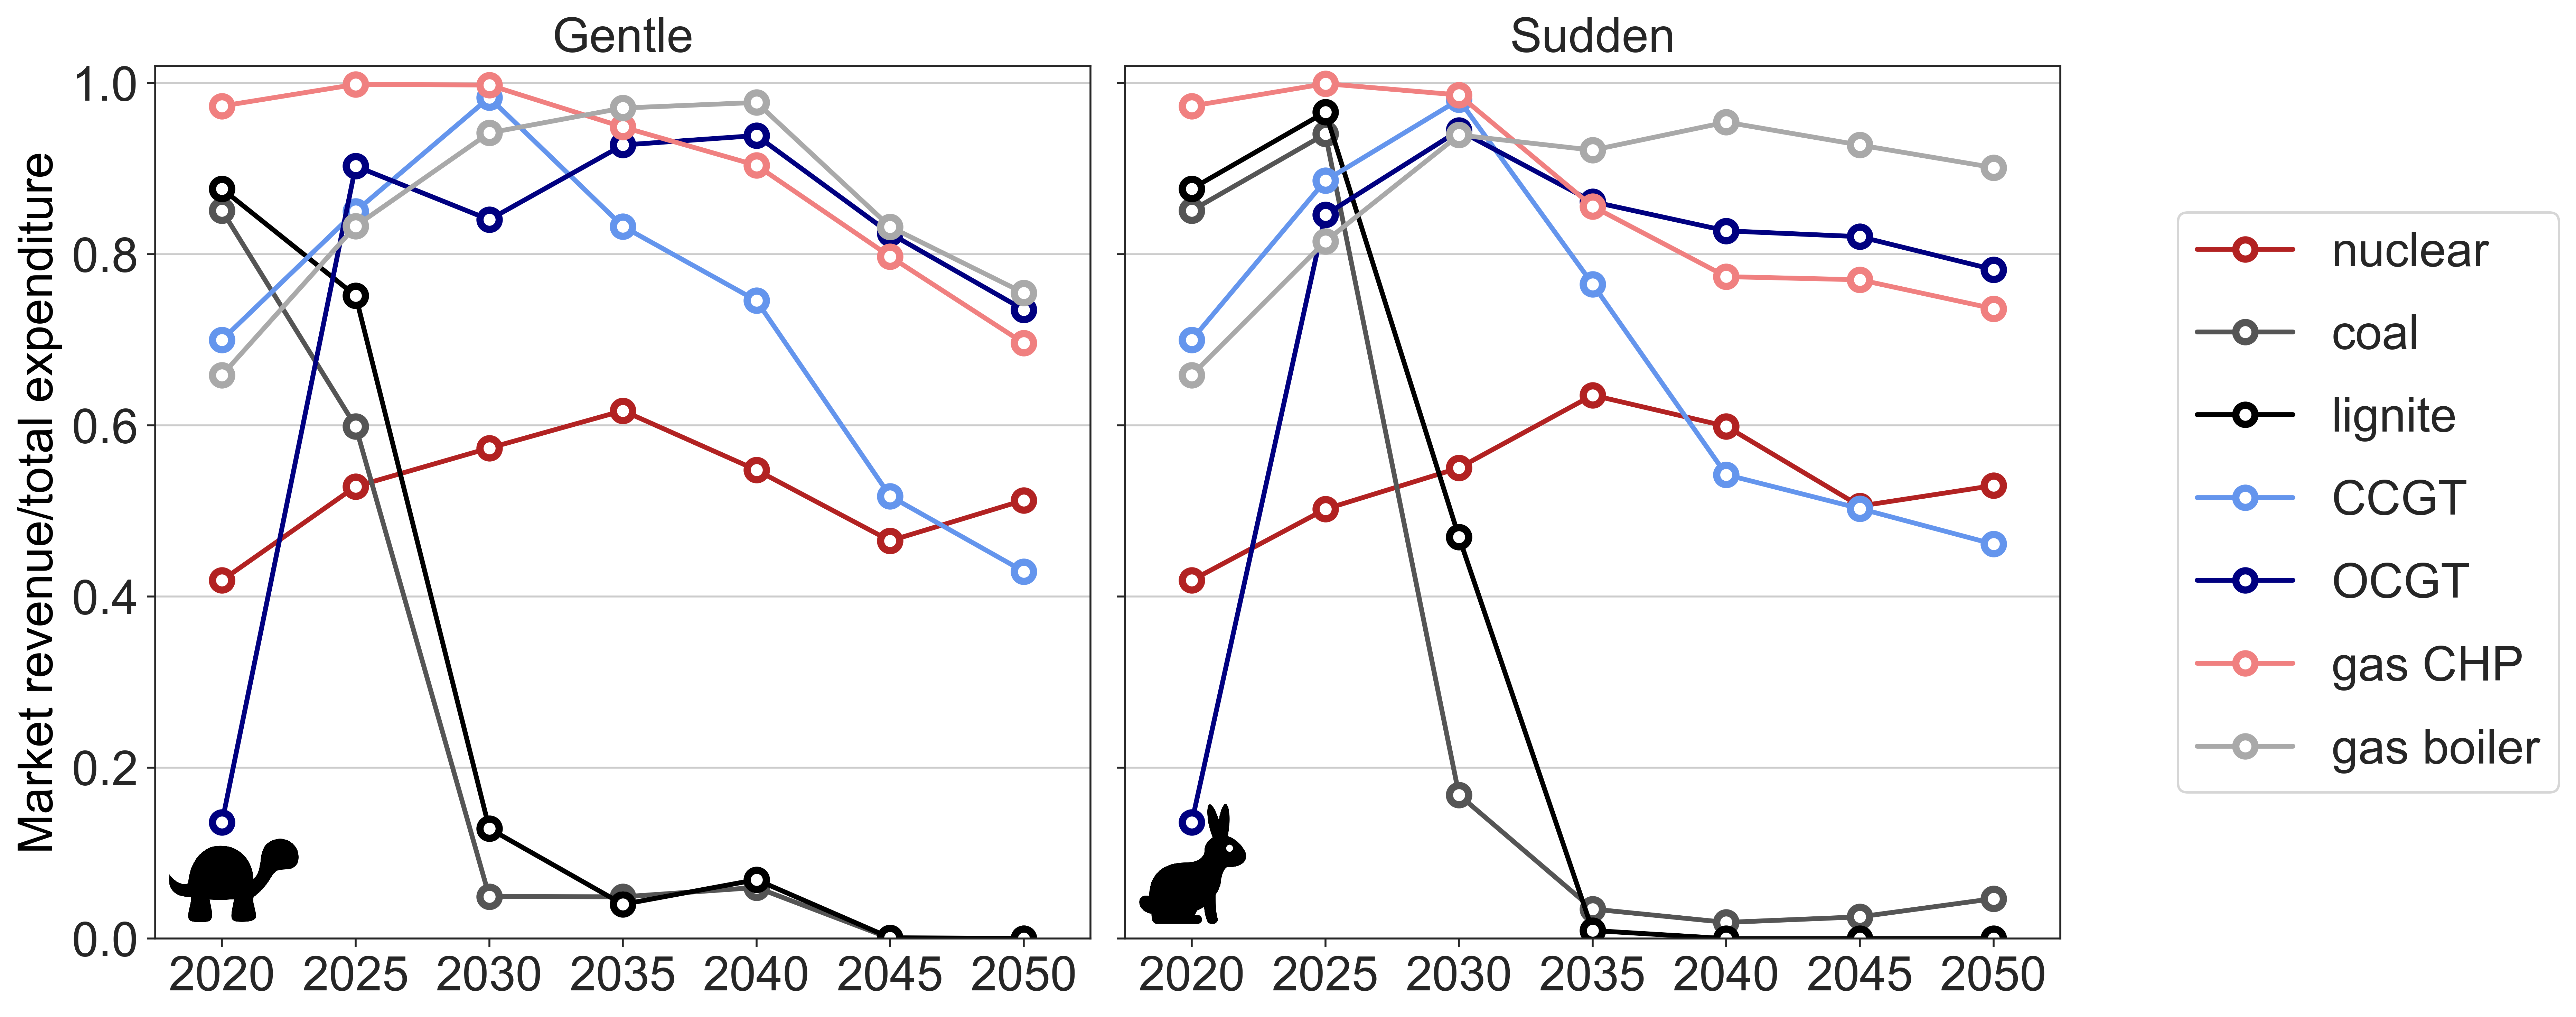 Gentle
Sudden
Market revenue/total expenditure
1.0
0.8
0.6
0.4
0.2
0.0
2020 2025 2030 2035 2040 2045 2050
2020 2025 2030 2035 2040 2045 2050
nuclear
coal
lignite
CCGT
OCGT
gas CHP
gas boiler